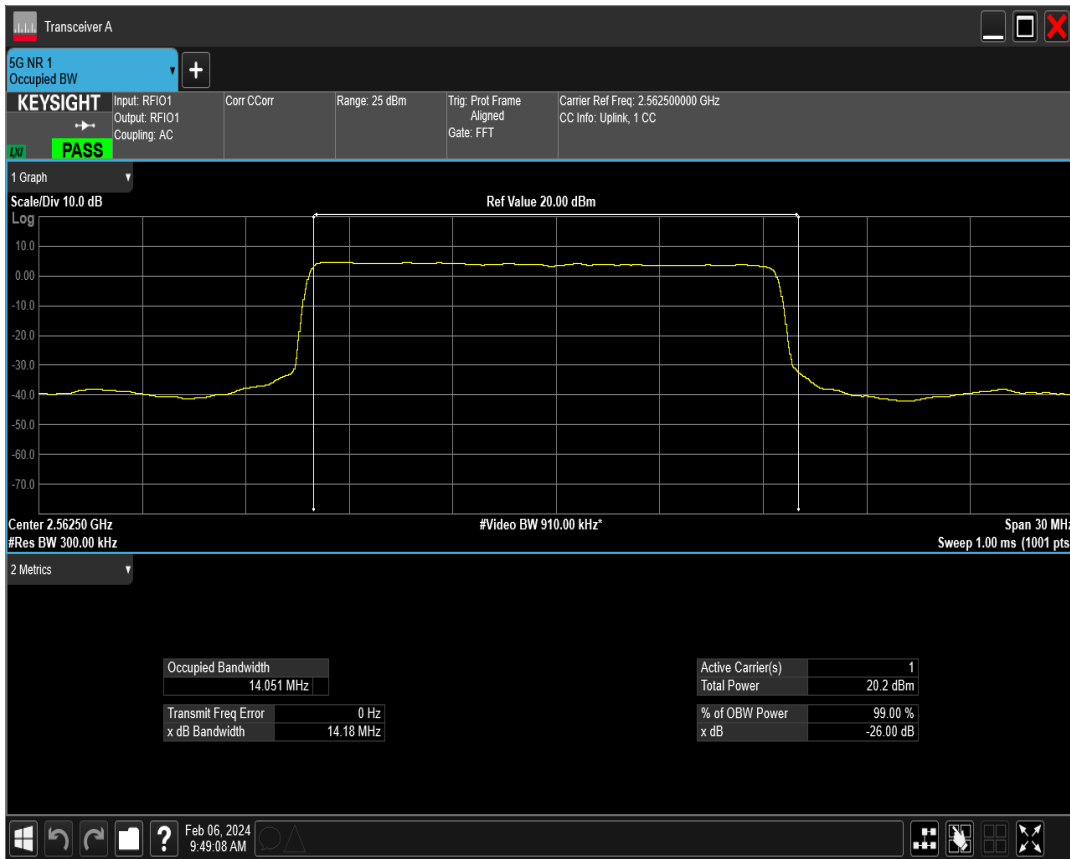 Transceiver A
5G NR 1
Occupied BW
+
KEYSIGHT
LXI
PASS
Input: RFIO1
Output: RFIO1
Coupling: AC
Corr CCorr
Range: 25 dBm
Trig: Prot Frame
Aligned
Gate: FFT
Carrier Ref Freq: 2.562500000 GHz
CC Info: Uplink, 1 CC
1 Graph
Scale/Div 10.0 dB
Ref Value 20.00 dBm
Log
10.0
0.00
-10.0
-20.0
-30.0
-40.0
-50.0
-60.0
-70.0
Center 2.56250 GHz
#Video BW 910.00 kHz*
Span 30 MHz
#Res BW 300.00 kHz
Sweep 1.00 ms (1001 pts
2 Metrics
Occupied Bandwidth
14.051 MHz
Transmit Freq Error 0 Hz
x dB Bandwidth 14.18 MHz
Active Carrier(s) 1
Total Power 20.2 dBm
% of OBW Power 99.00 %
x dB -26.00 dB
?
Feb 06, 2024
9:49:08 AM